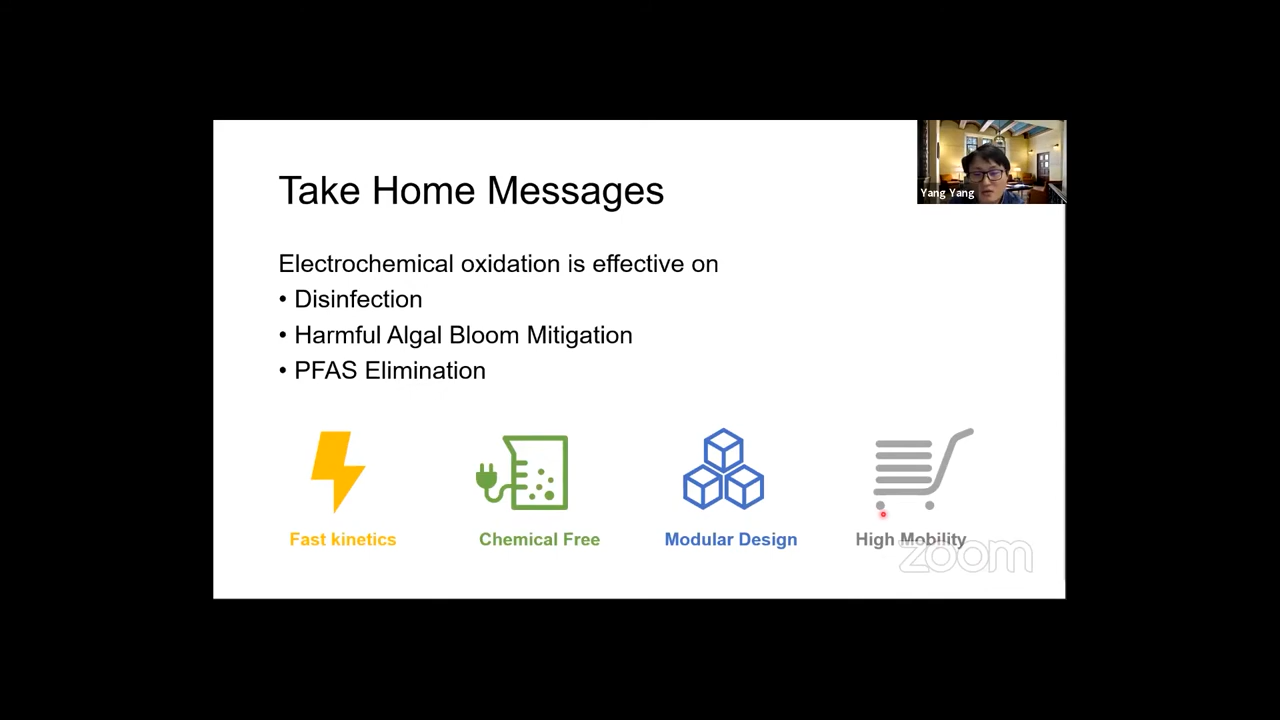 Take Home Messages
Yang Yang
Electrochemical oxidation is effective on
• Disinfection
• Harmful Algal Bloom Mitigation
• PFAS Elimination
Fast kinetics
Chemical Free
Modular Design
High Mobility
zoom